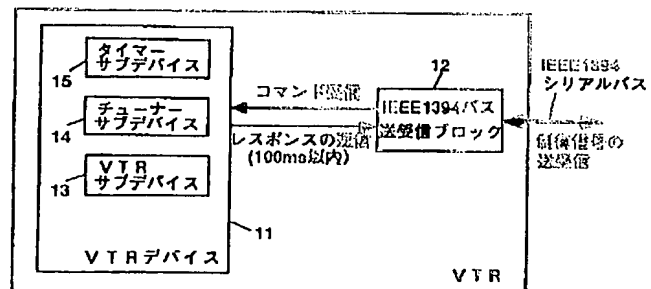 タイマー
サブデバイス
15
チューナー
サブデバイス
14
VTR
サブデバイス
13
11
VTRデバイス
コマンド受信
レスポンスの返信
(100ms以内)
12
IEEE1394バス
送受信ブロック
IEEE1394
シリアルバス
制御信号の
送受信
VTR